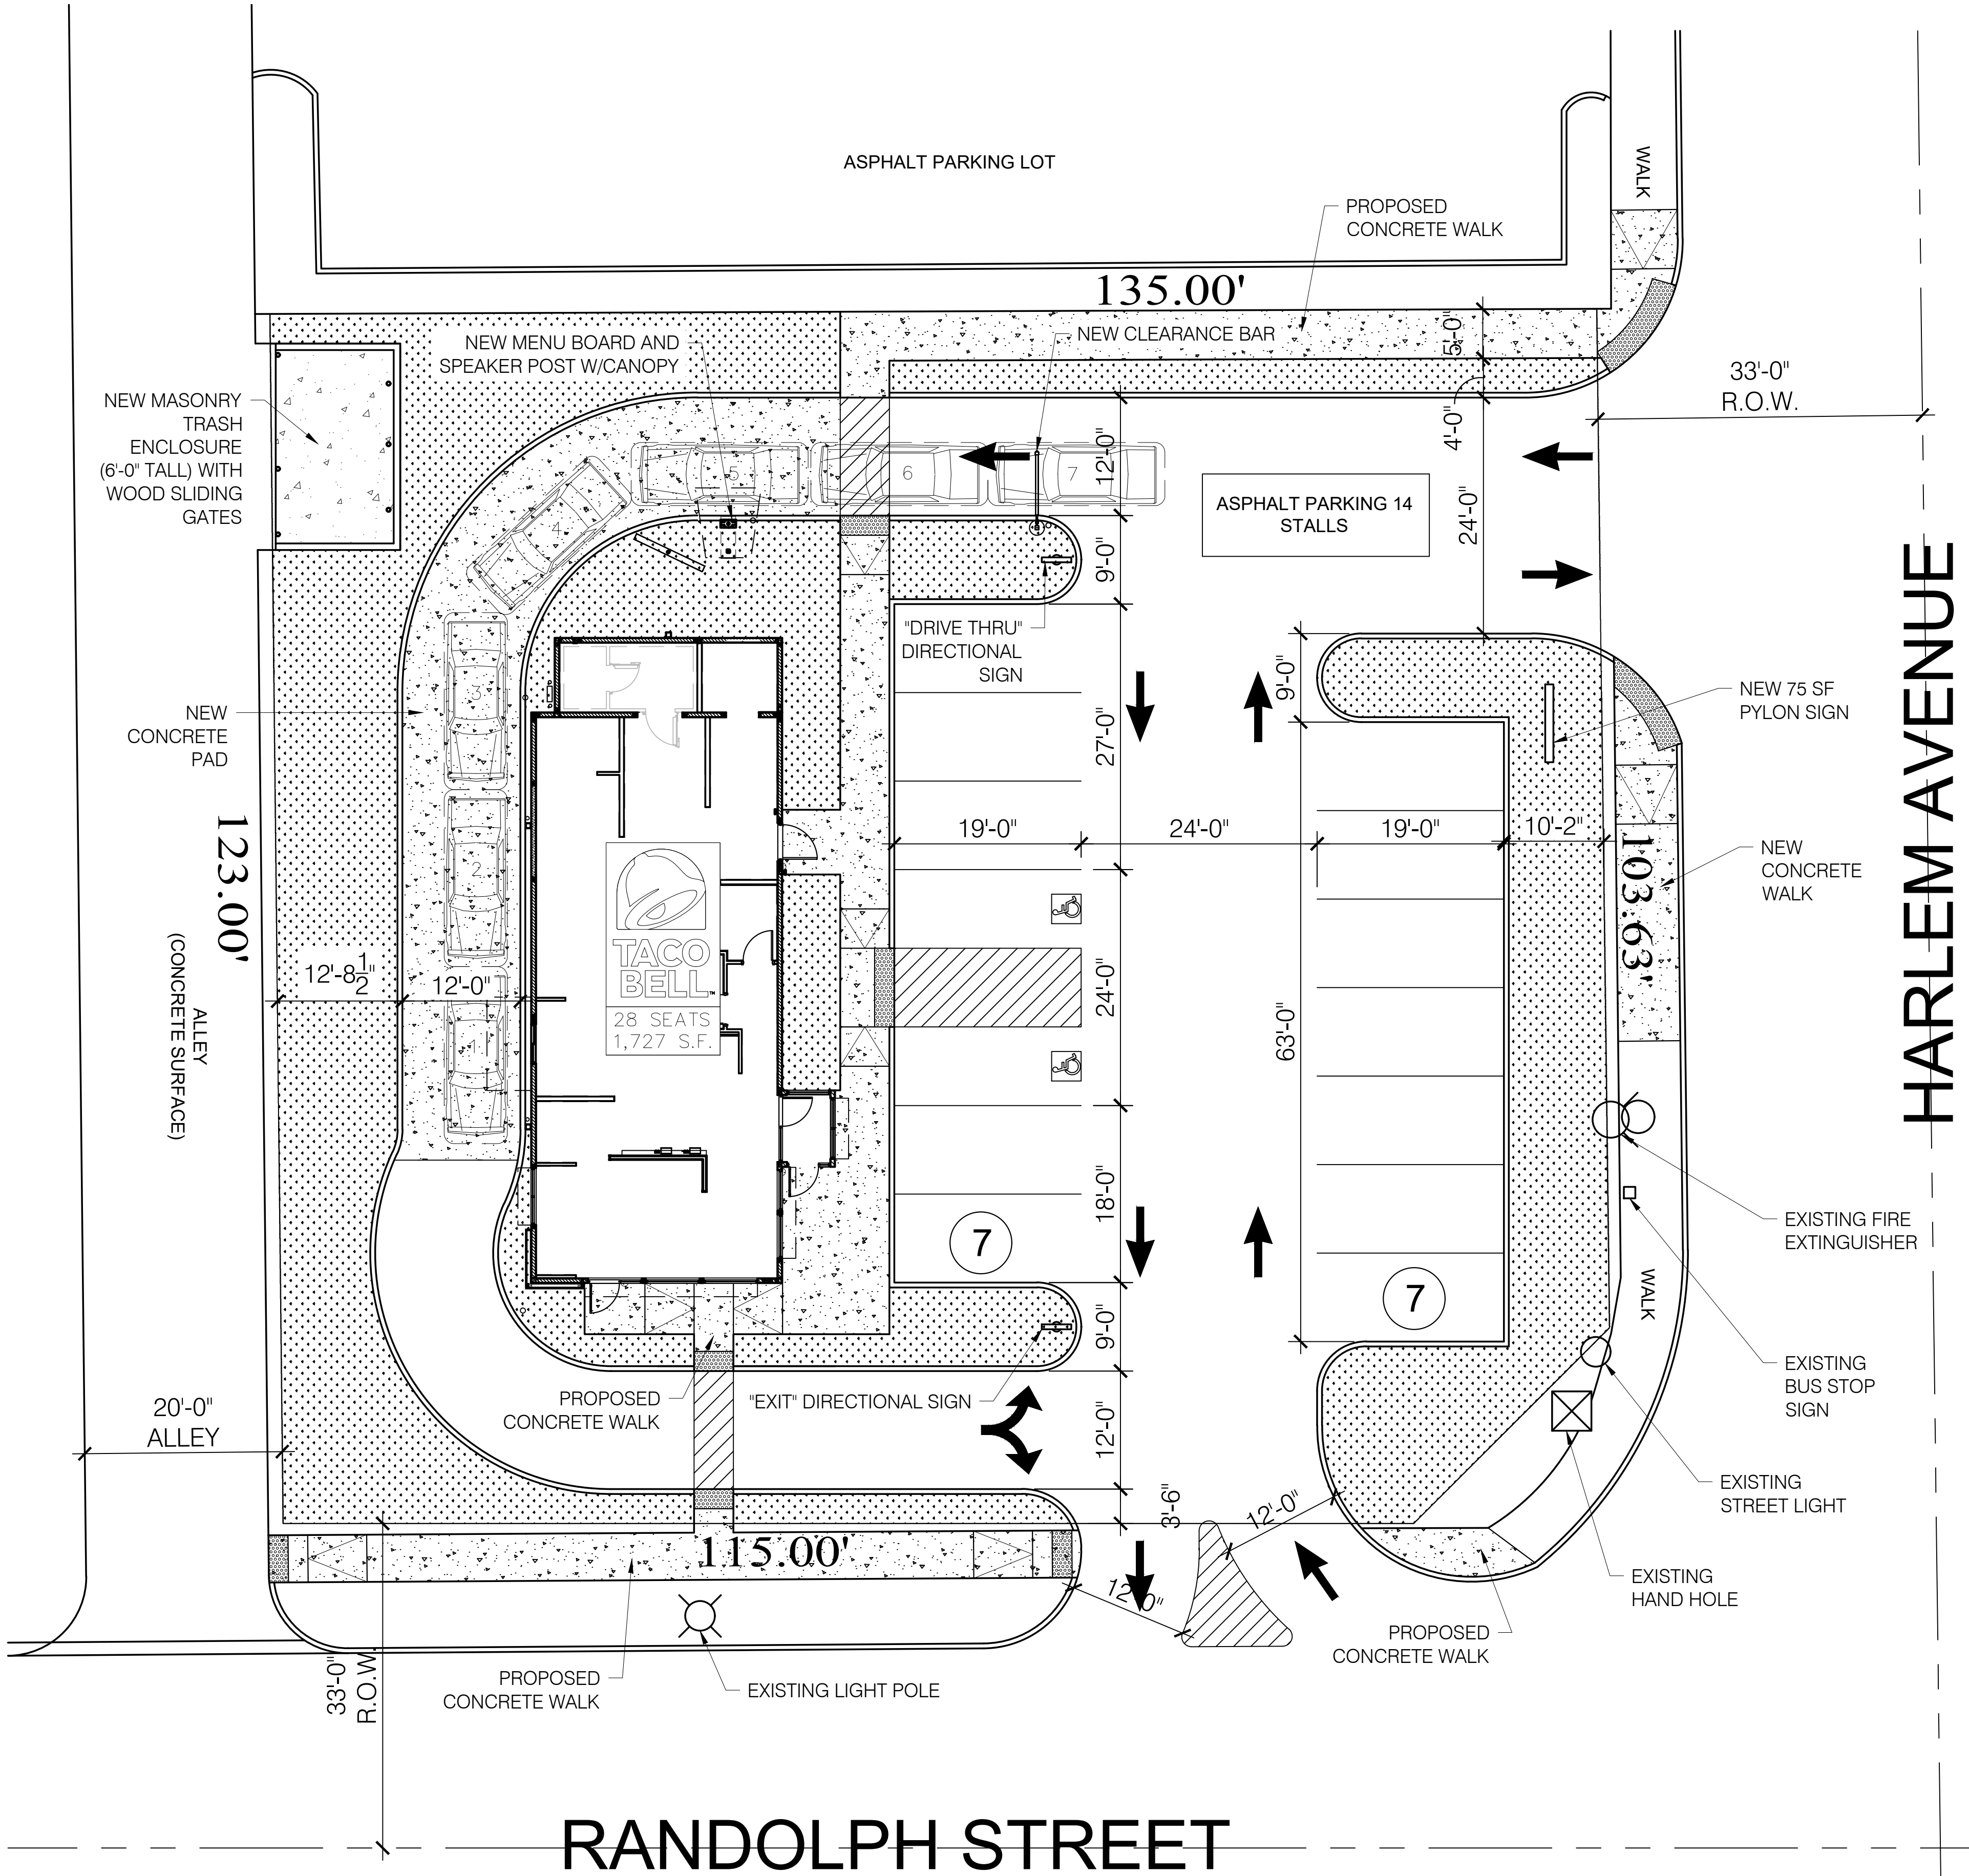 ASPHALT PARKING LOT
WALK
PROPOSED
CONCRETE WALK
135.00'
NEW MENU BOARD AND
SPEAKER POST W/CANOPY
NEW CLEARANCE BAR
5'-0"
33'-0"
R.O.W.
NEW MASONRY
TRASH
ENCLOSURE
(6'-0" TALL) WITH
WOOD SLIDING
GATES
4'-0"
12'-0"
5
6
7
4
ASPHALT PARKING 14
STALLS
24'-0"
9'-0"
"DRIVE THRU"
DIRECTIONAL
SIGN
9'-0"
3
NEW
CONCRETE
PAD
27'-0"
NEW 75 SF
PYLON SIGN
HARLEM AVENUE
19'-0"
24'-0"
19'-0"
10'-2"
123.00'
2
103.63'
NEW
CONCRETE
WALK
TACO
BELL™
28 SEATS
1,727 S.F.
ALLEY
(CONCRETE SURFACE)
12'-8 1/2"
12'-0"
1
24'-0"
63'-0"
18'-0"
7
7
WALK
EXISTING FIRE
EXTINGUISHER
9'-0"
EXISTING
BUS STOP
SIGN
PROPOSED
CONCRETE WALK
"EXIT" DIRECTIONAL SIGN
20'-0"
ALLEY
12'-0"
EXISTING
STREET LIGHT
3'-6"
12'-0"
115.00'
12'-0"
EXISTING
HAND HOLE
PROPOSED
CONCRETE WALK
33'-0"
R.O.W.
PROPOSED
CONCRETE WALK
EXISTING LIGHT POLE
RANDOLPH STREET